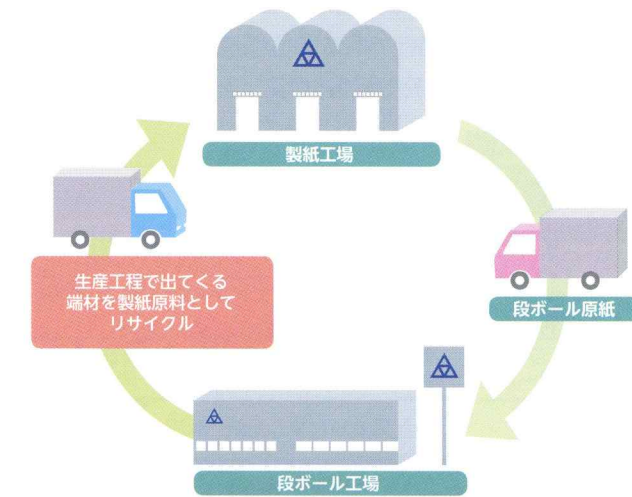 製紙工場
段ボール原紙
生産工程で出てくる
端材を製紙原料として
リサイクル
段ボール工場